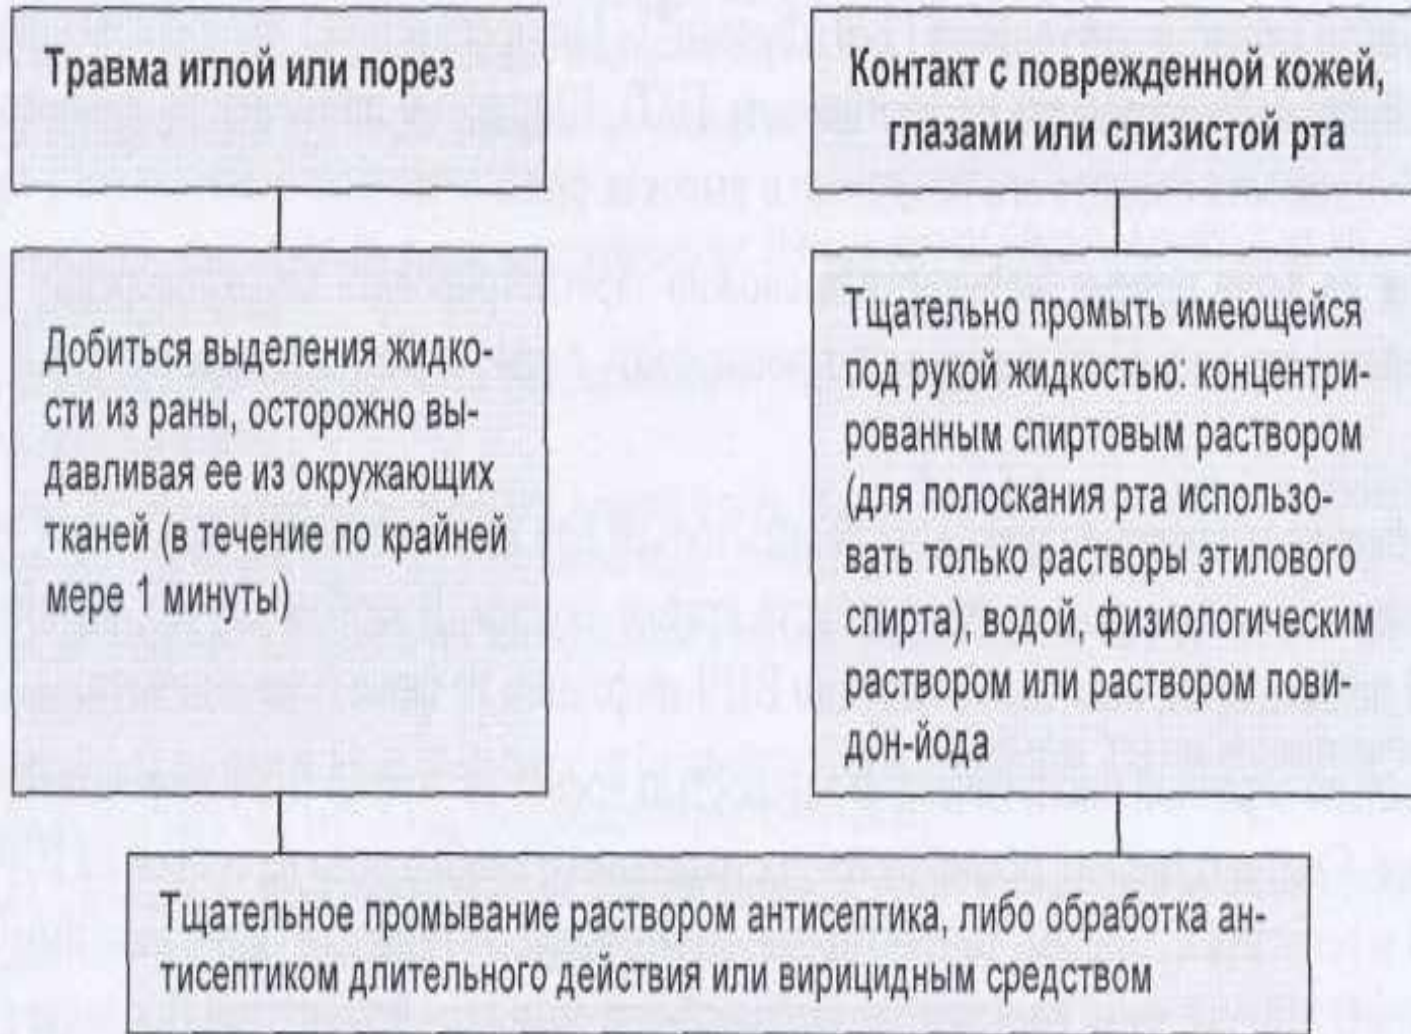 Травма иглой или порез
Контакт с поврежденной кожей,
глазами или слизистой рта
Добиться выделения жидко-
сти из раны, осторожно вы-
давливая ее из окружающих
тканей (в течение по крайней
мере 1 минуты)
Тщательно промыть имеющейся
под рукой жидкостью: концентри-
рованным спиртовым раствором
(для полоскания рта использо-
вать только растворы этилового
спирта), водой, физиологическим
раствором или раствором пови-
дон-йода
Тщательное промывание раствором антисептика, либо обработка ан-
тисептиком длительного действия или вирицидным средством